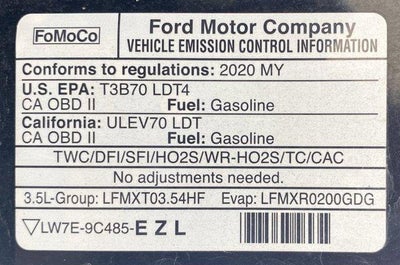 FoMoCo
Ford Motor Company
VEHICLE EMISSION CONTROL INFORMATION
Conforms to regulations: 2020 MY
U.S. EPA: T3B70 LDT4
CA OBD II Fuel: Gasoline
California: ULEV70 LDT
CA OBD II Fuel: Gasoline
TWC/DFI/SFI/HO2S/WR-HO2S/TC/CAC
No adjustments needed.
3.5L-Group: LFMXT03.54HF Evap: LFMXR0200GDG
▽LW7E-9C485-E Z L